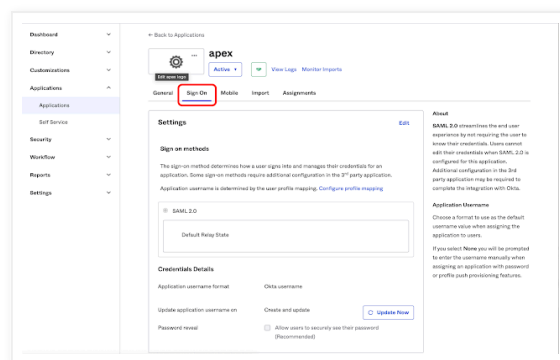 Dashboard
Directory
Customizations
Applications
Applications
Self Service
Security
Workflow
Reports
Settings
← Back to Applications
apex
Edit app logo
Active
View Logs Monitor Imports
General Sign On Mobile Import Assignments
Settings Edit
Sign on methods
The sign-on method determines how a user signs into and manages their credentials for an
application. Some sign-on methods require additional configuration in the 3rd party application.
Application username is determined by the user profile mapping. Configure profile mapping
SAML 2.0
Default Relay State
Credentials Details
Application username format Okta username
Update application username on Create and update Update Now
Password reveal Allow users to securely see their password
(Recommended)
About
SAML 2.0 streamlines the end user
experience by not requiring the user to
know their credentials. Users cannot
edit their credentials when SAML 2.0 is
configured for this application.
Additional configuration in the 3rd
party application may be required to
complete the integration with Okta.
Application Username
Choose a format to use as the default
username value when assigning the
application to users.
If you select None you will be prompted
to enter the username manually when
assigning an application with password
or profile push provisioning features.